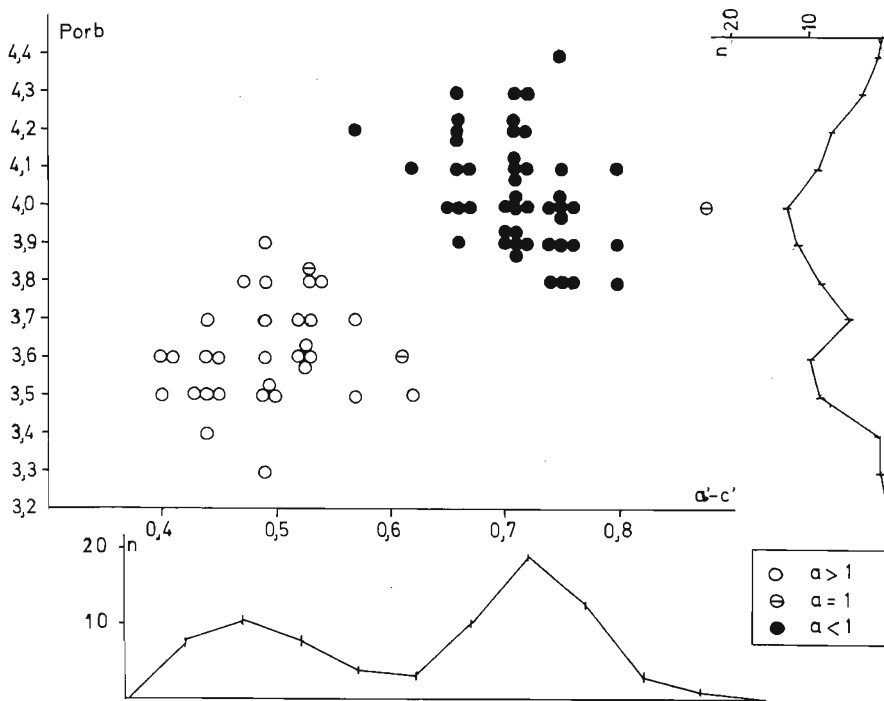 Porb
4,4
4,3
4,2
4,1
4,0
3,9
3,8
3,7
3,6
3,5
3,4
3,3
3,2
0,4 0,5 0,6 0,7 0,8
a'-c'
n 10 20
20 n
10
a > 1
a = 1
a < 1